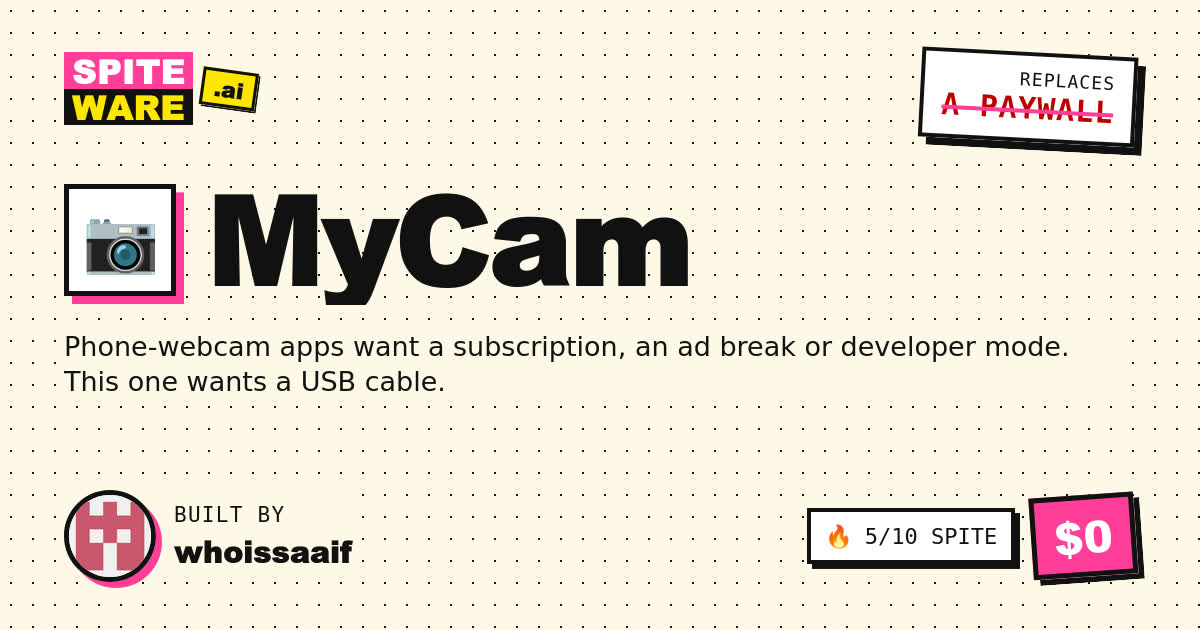 SPITE
WARE
.ai
REPLACES
A PAYWALL
MyCam
Phone-webcam apps want a subscription, an ad break or developer mode.
This one wants a USB cable.
BUILT BY
whoissaaif
🔥 5/10 SPITE
$0